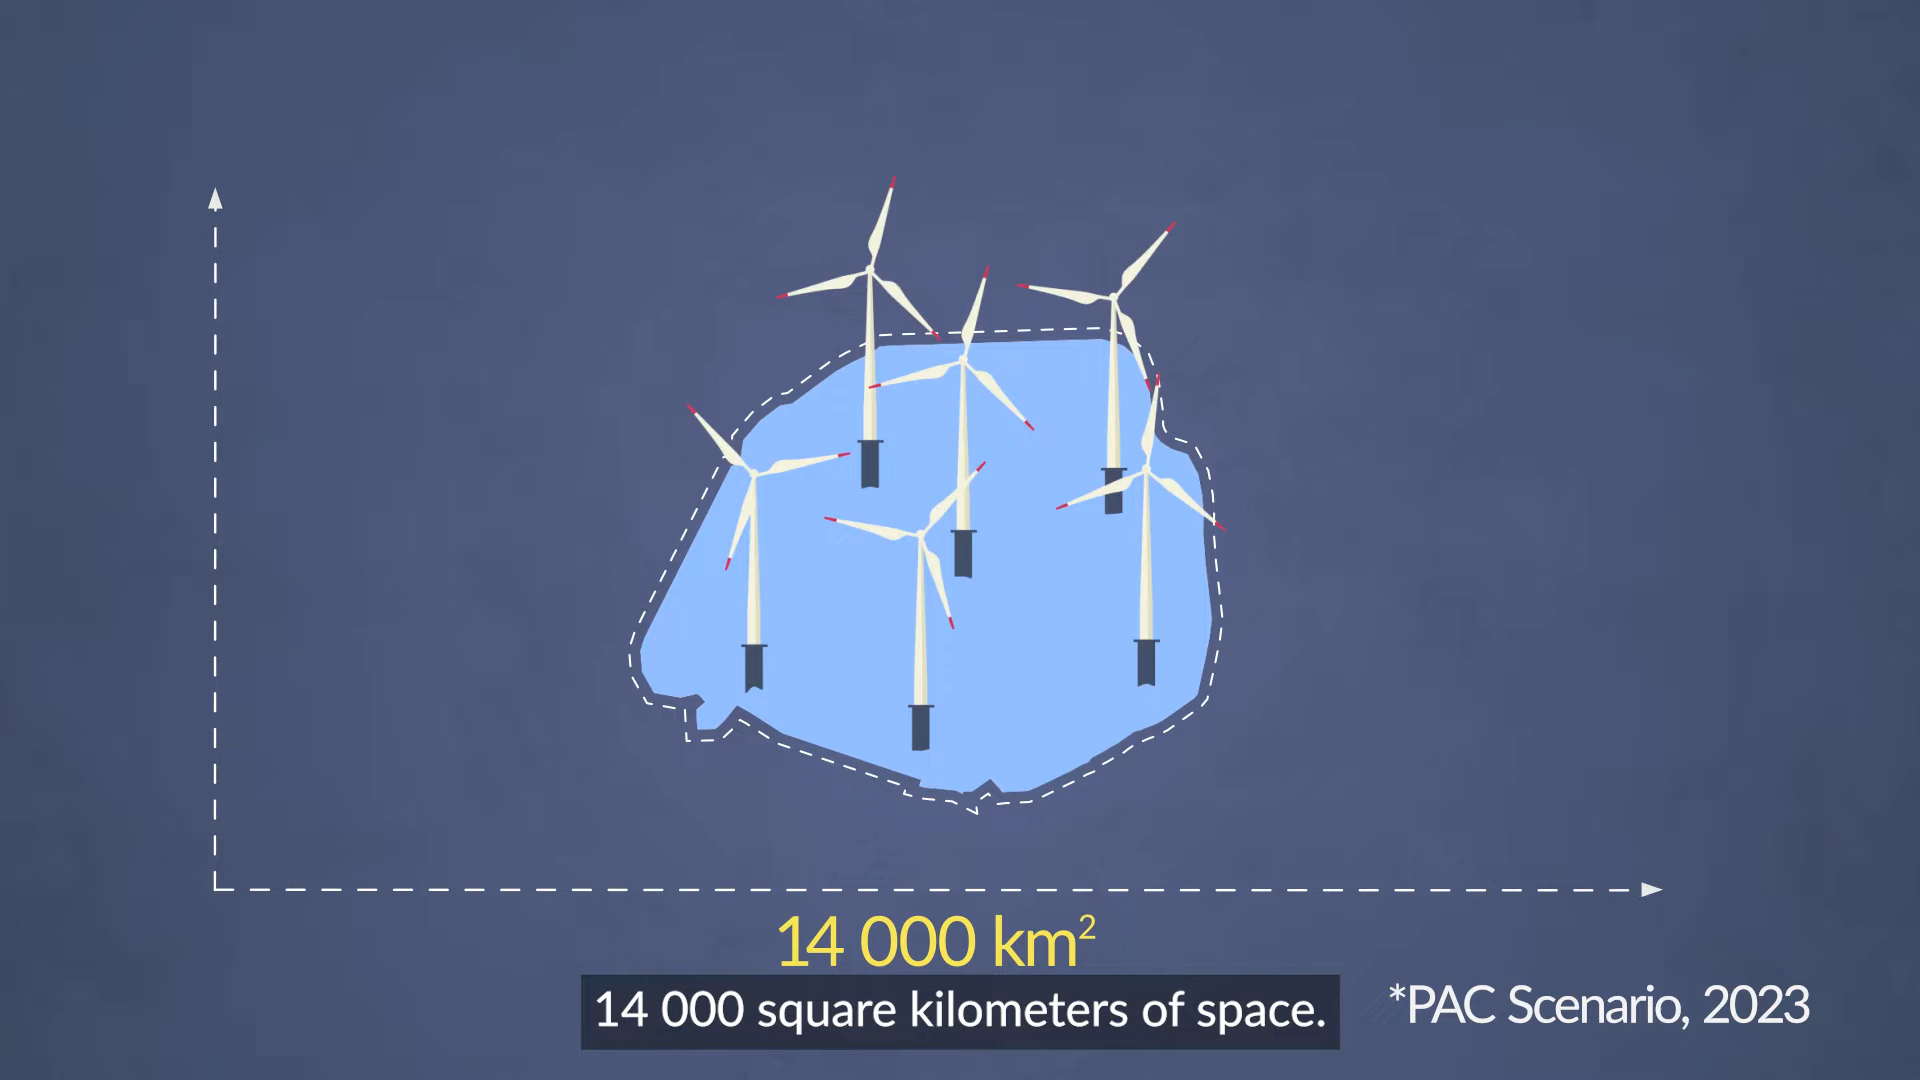 14 000 km²
14 000 square kilometers of space.
*PAC Scenario, 2023